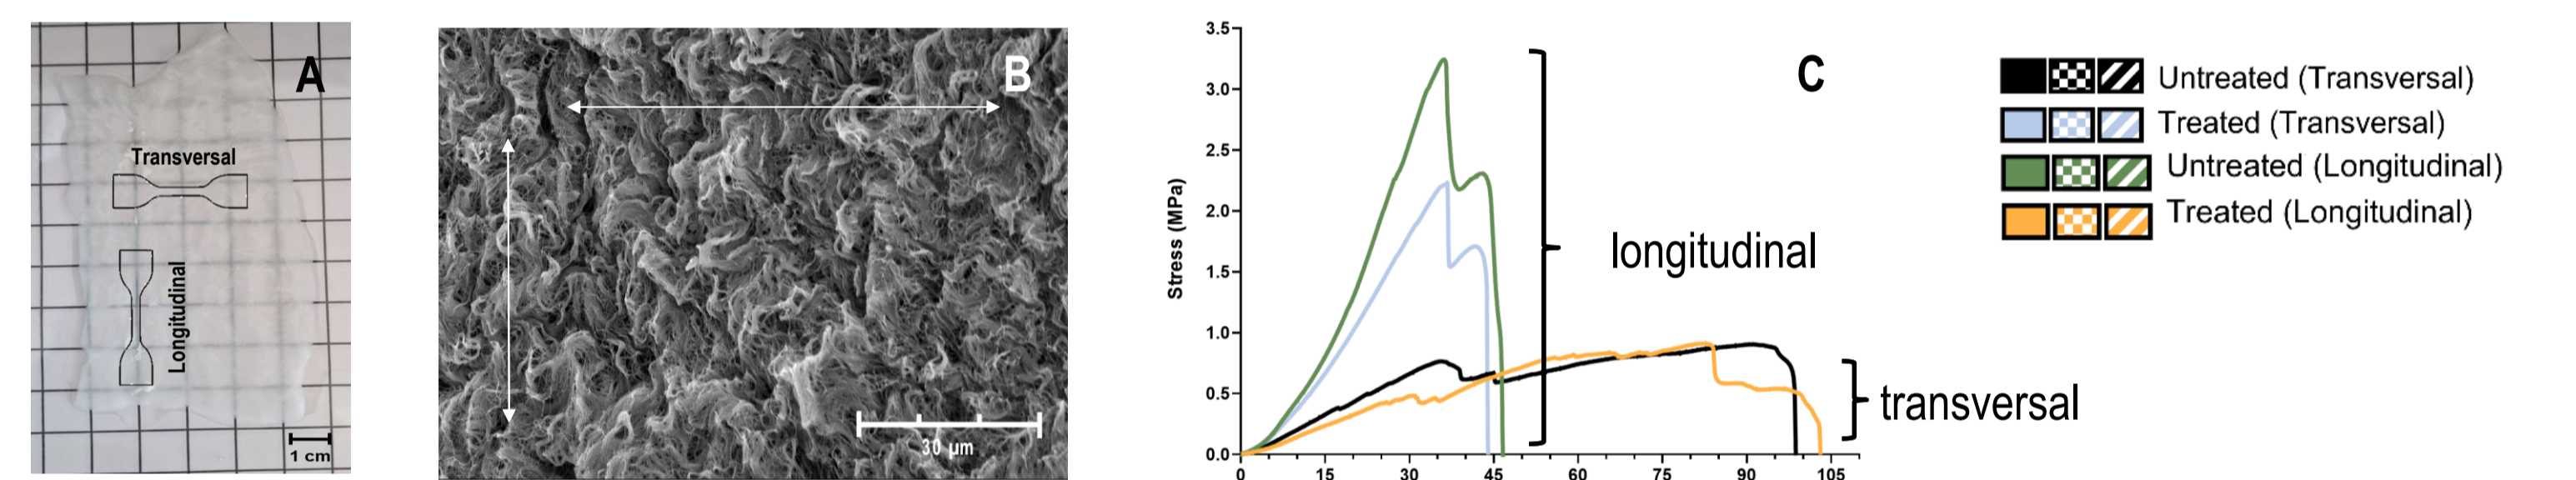 A
Transversal
Longitudinal
1 cm
B
30 µm
C
Stress (MPa)
3.5
3.0
2.5
2.0
1.5
1.0
0.5
0.0
0 15 30 45 60 75 90 105
longitudinal
transversal
Untreated (Transversal)
Treated (Transversal)
Untreated (Longitudinal)
Treated (Longitudinal)